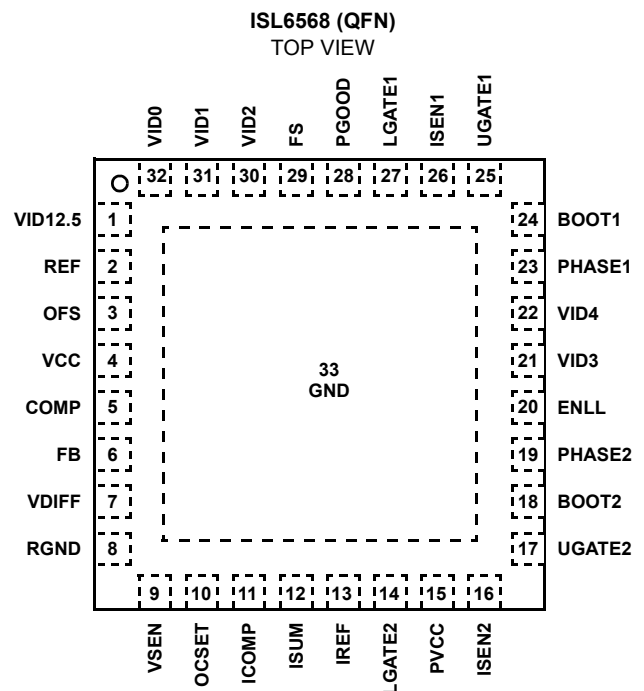 ISL6568 (QFN)
TOP VIEW
VID0 VID1 VID2 FS PGOOD LGATE1 ISEN1 UGATE1
32 31 30 29 28 27 26 25
VID12.5 1 24 BOOT1
REF 2 23 PHASE1
OFS 3 22 VID4
VCC 4 33 21 VID3
GND
COMP 5 20 ENLL
FB 6 19 PHASE2
VDIFF 7 18 BOOT2
RGND 8 17 UGATE2
9 10 11 12 13 14 15 16
VSEN OCSET ICOMP ISUM IREF LGATE2 PVCC ISEN2